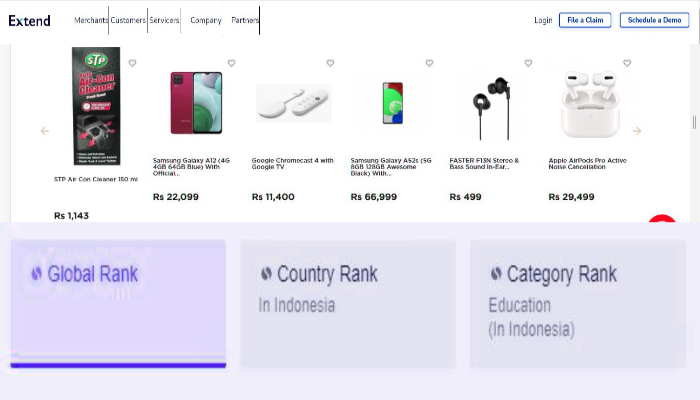 Extend
Merchants Customers Servicers Company Partners
Login File a Claim Schedule a Demo
STP
Air-Con
Cleaner
STP Air Con Cleaner 150 ml
Rs 1,143
Samsung Galaxy A12 (4G
4GB 64GB Blue) With
Official...
Rs 22,099
Google Chromecast 4 with
Google TV
Rs 11,400
Samsung Galaxy A52s (5G
8GB 128GB Awesome
Black) With...
Rs 66,999
FASTER F13N Stereo &
Bass Sound In-Ear...
Rs 499
Apple AirPods Pro Active
Noise Cancellation
Rs 29,499
Global Rank
Country Rank
In Indonesia
Category Rank
Education
(In Indonesia)